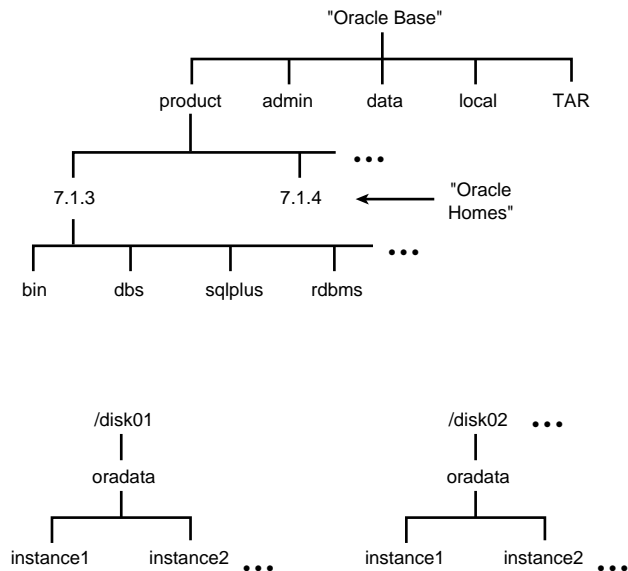 "Oracle Base"
product admin data local TAR
...
7.1.3 7.1.4 "Oracle
Homes"
...
bin dbs sqlplus rdbms
/disk01 /disk02 ...
oradata oradata
instance1 instance2 ... instance1 instance2 ...